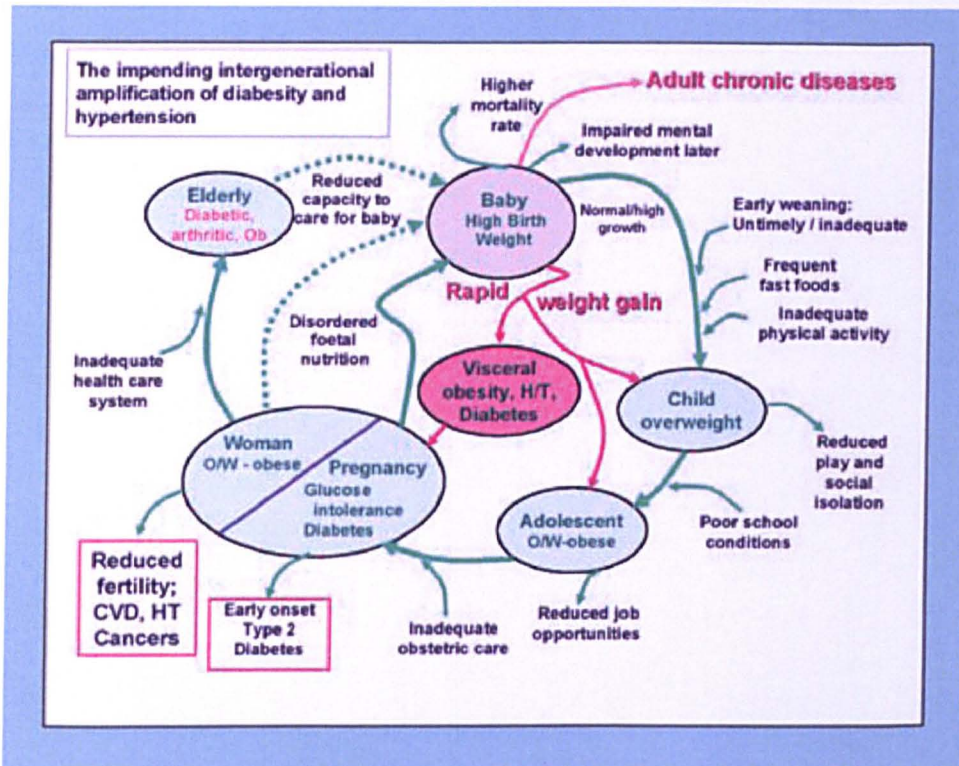 The impending intergenerational
amplification of diabesity and
hypertension
Higher
mortality
rate
Adult chronic diseases
Impaired mental
development later
Elderly
Diabetic,
arthritic, Ob
Reduced
capacity to
care for baby
Baby
High Birth
Weight
Normal/high
growth
Early weaning:
Untimely / inadequate
Frequent
fast foods
Inadequate
physical activity
Rapid
weight gain
Disordered
foetal
nutrition
Inadequate
health care
system
Visceral
obesity, H/T,
Diabetes
Child
overweight
Woman
O/W - obese
Pregnancy
Glucose
intolerance
Diabetes
Reduced
play and
social
isolation
Adolescent
O/W-obese
Poor school
conditions
Reduced
fertility;
CVD, HT
Cancers
Early onset
Type 2
Diabetes
Inadequate
obstetric care
Reduced job
opportunities